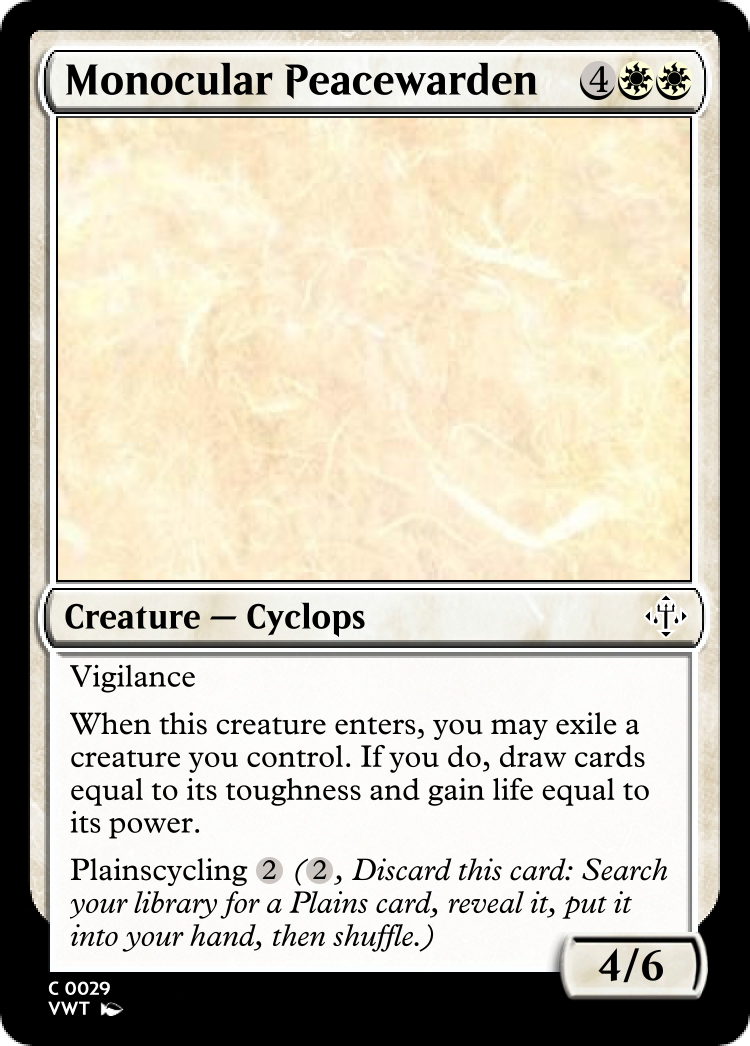 Monocular Peacewarden 4
Creature — Cyclops
Vigilance
When this creature enters, you may exile a
creature you control. If you do, draw cards
equal to its toughness and gain life equal to
its power.
Plainscycling 2 (2, Discard this card: Search
your library for a Plains card, reveal it, put it
into your hand, then shuffle.)
4/6
C 0029
VWT